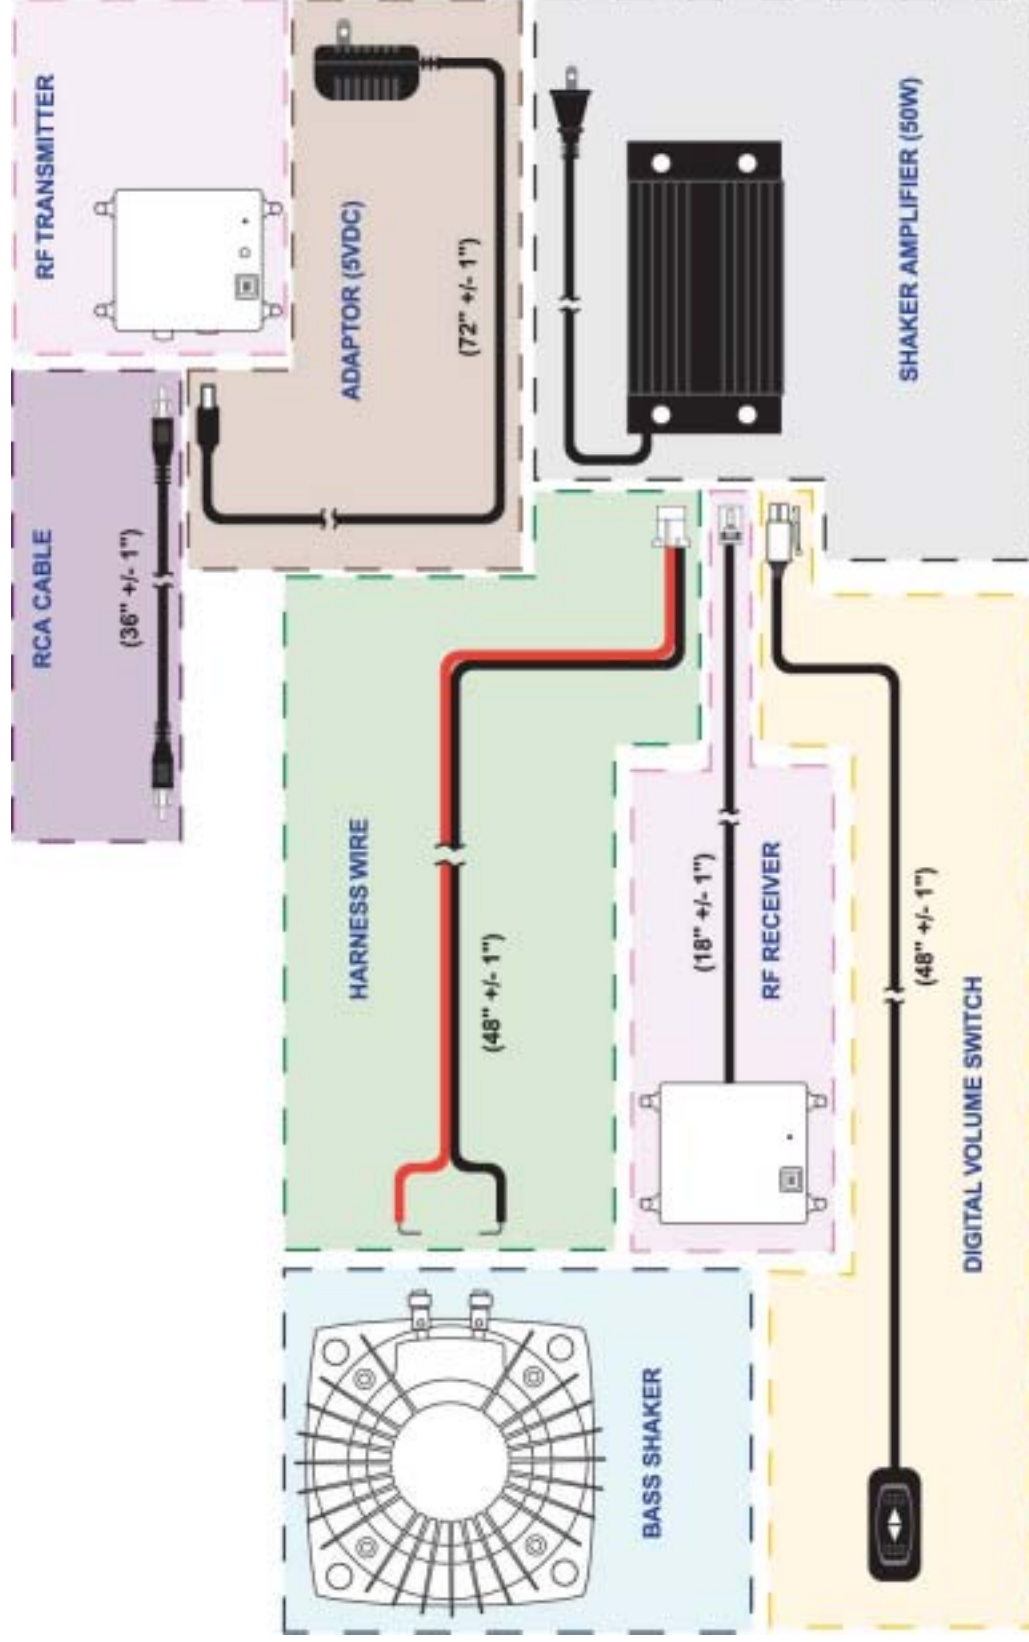 RF TRANSMITTER
ADAPTOR (5VDC)
(72" +/- 1")
SHAKER AMPLIFIER (50W)
RCA CABLE
(36" +/- 1")
HARNESS WIRE
(48" +/- 1")
(18" +/- 1")
RF RECEIVER
(48" +/- 1")
DIGITAL VOLUME SWITCH
BASS SHAKER